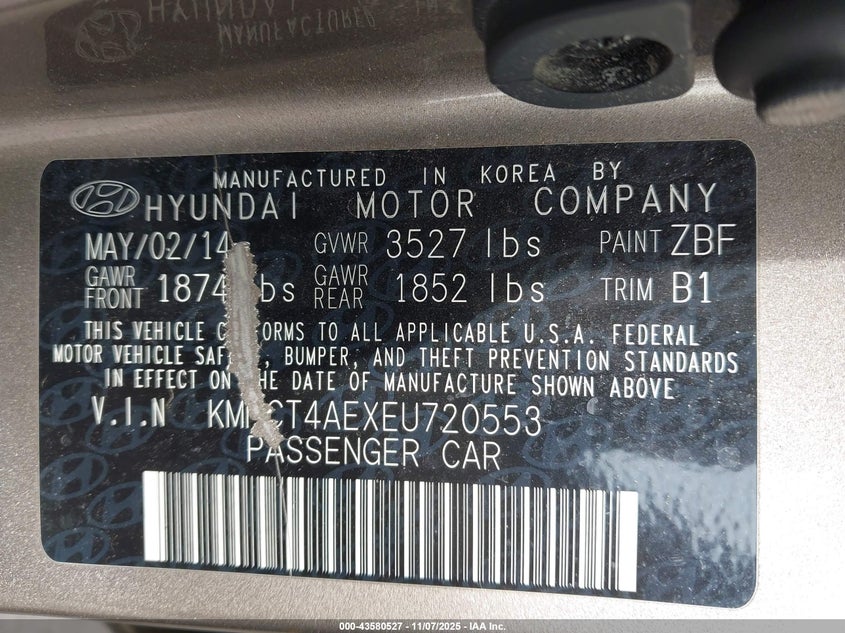 HYUNDAI
MANUFACTURED
MANUFACTURED IN KOREA BY
HYUNDAI MOTOR COMPANY
MAY/02/14 GVWR 3527 lbs PAINT ZBF
GAWR FRONT 1874 lbs GAWR REAR 1852 lbs TRIM B1
THIS VEHICLE CONFORMS TO ALL APPLICABLE U.S.A. FEDERAL
MOTOR VEHICLE SAFETY, BUMPER, AND THEFT PREVENTION STANDARDS
IN EFFECT ON THE DATE OF MANUFACTURE SHOWN ABOVE
V.I.N
PASSENGER CAR
000-43580527 - 11/07/2025 - IAA Inc.